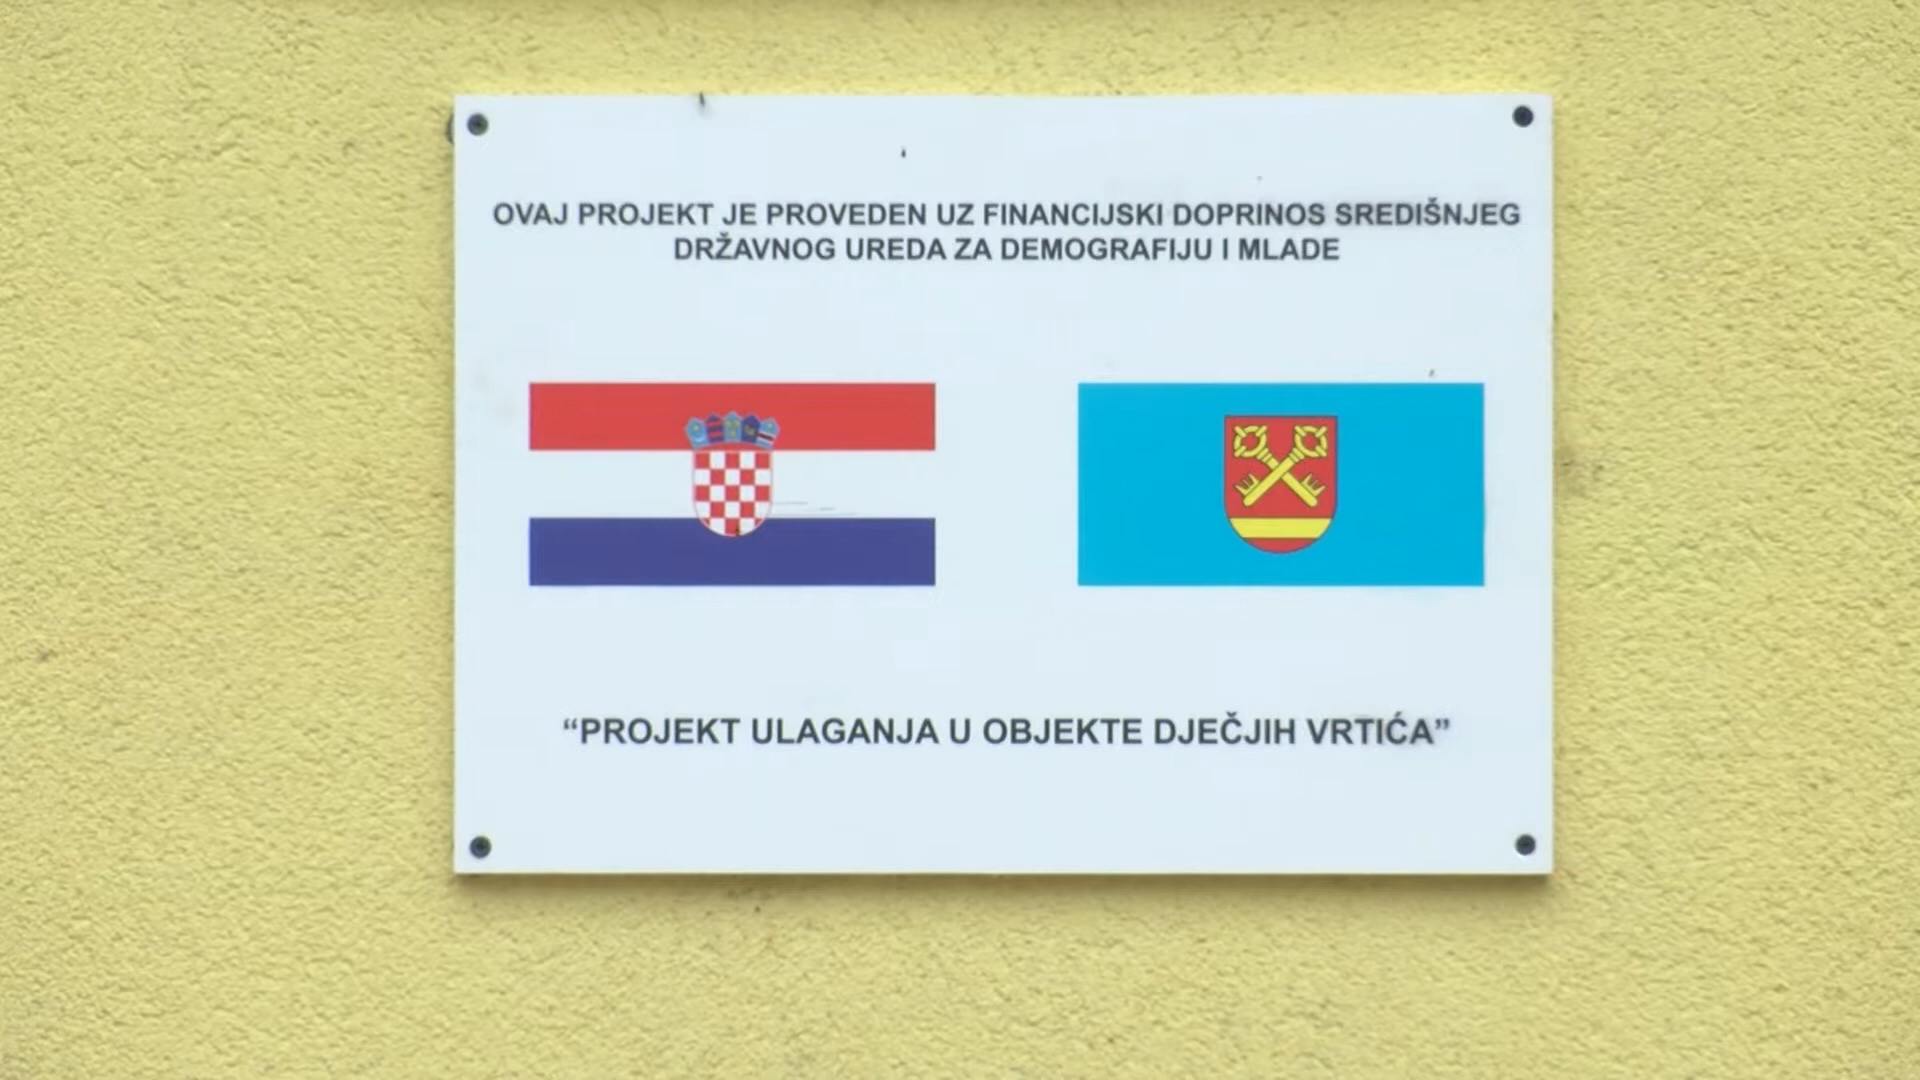 OVAJ PROJEKT JE PROVEDEN UZ FINANCIJSKI DOPRINOS SREDIŠNJEG
DRŽAVNOG UREDA ZA DEMOGRAFIJU I MLADE
“PROJEKT ULAGANJA U OBJEKTE DJEČJIH VRTIĆA”